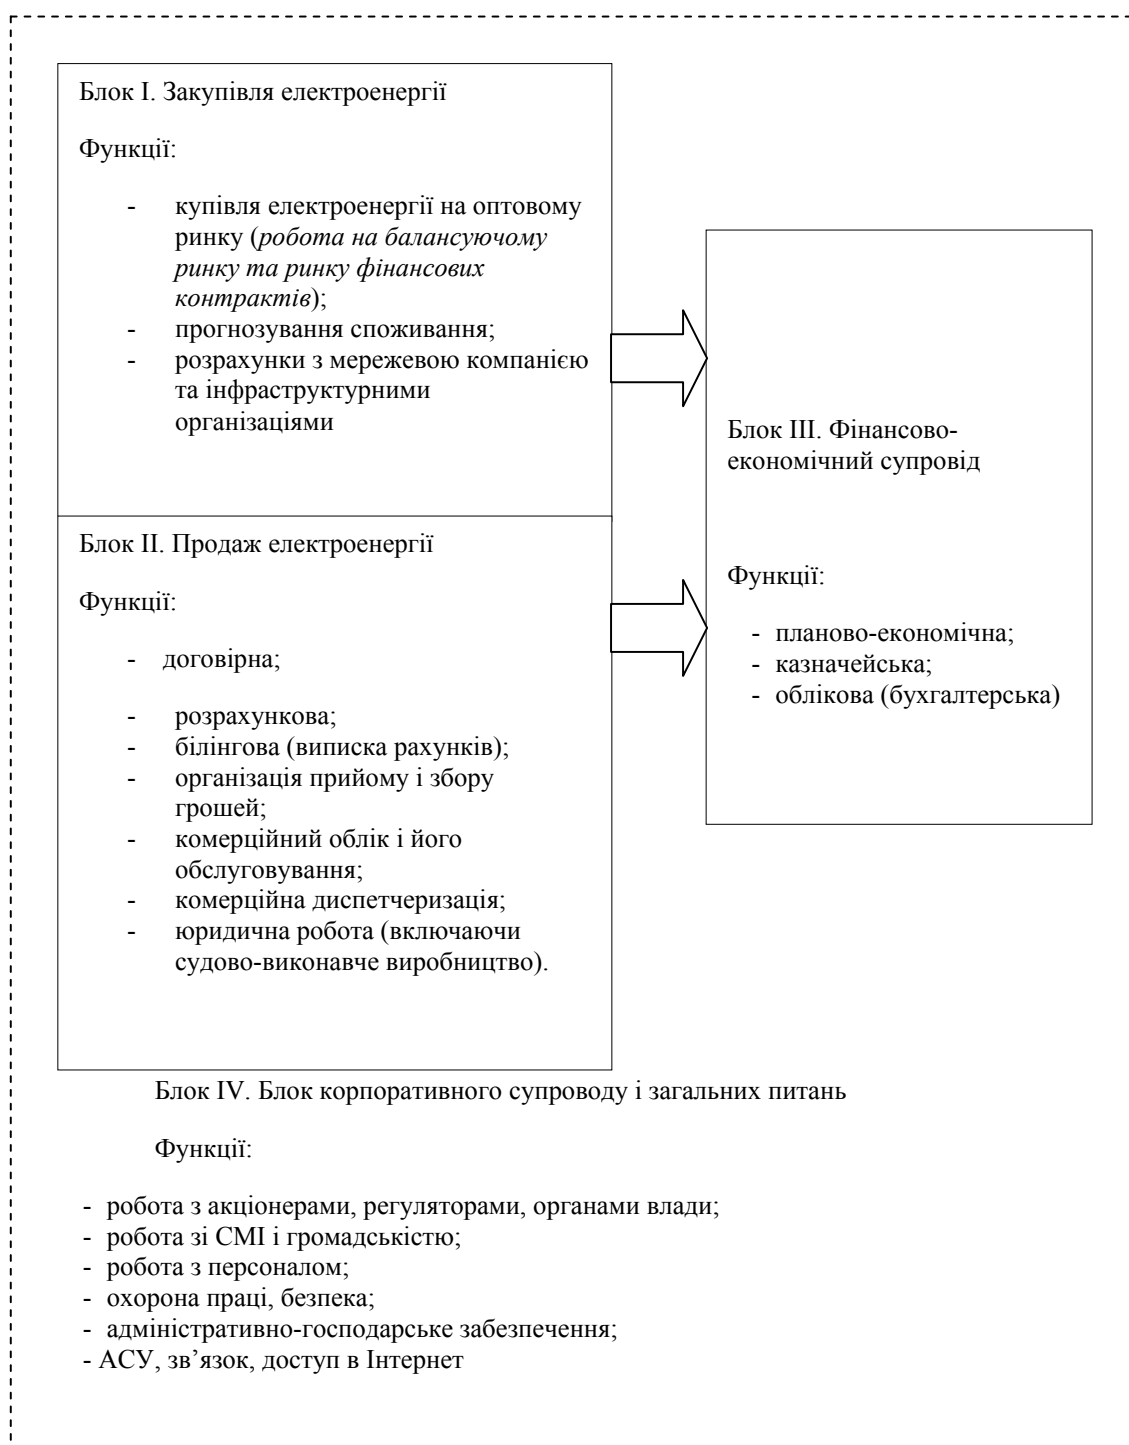 Блок I. Закупівля електроенергії
Функції:
- купівля електроенергії на оптовому
ринку (робота на балансуючому
ринку та ринку фінансових
контрактів);
- прогнозування споживання;
- розрахунки з мережевою компанією
та інфраструктурними
організаціями
Блок II. Продаж електроенергії
Функції:
- договірна;
- розрахункова;
- білінгова (виписка рахунків);
- організація прийому і збору
грошей;
- комерційний облік і його
обслуговування;
- комерційна диспетчеризація;
- юридична робота (включаючи
судово-виконавче виробництво).
Блок III. Фінансово-
економічний супровід
Функції:
- планово-економічна;
- казначейська;
- облікова (бухгалтерська)
Блок IV. Блок корпоративного супроводу і загальних питань
Функції:
- робота з акціонерами, регуляторами, органами влади;
- робота зі СМІ і громадськістю;
- робота з персоналом;
- охорона праці, безпека;
- адміністративно-господарське забезпечення;
- АСУ, зв’язок, доступ в Інтернет